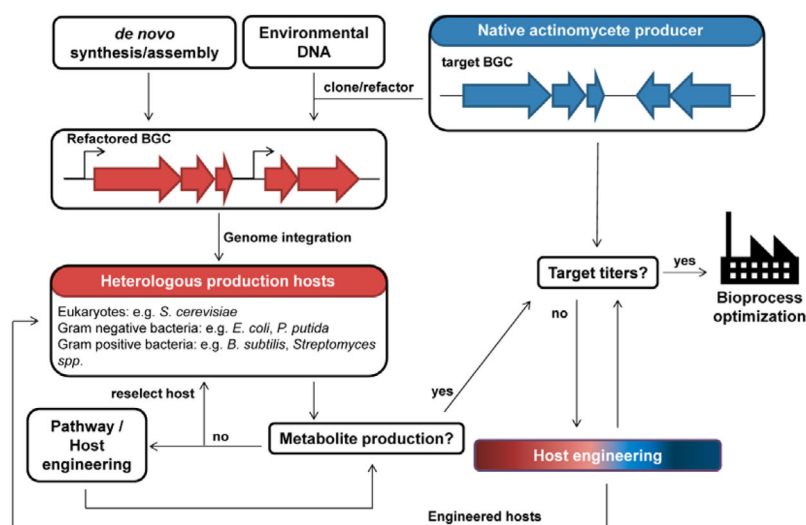 de novo
synthesis/assembly
Environmental
DNA
Native actinomycete producer
target BGC
clone/refactor
Refactored BGC
Genome integration
Heterologous production hosts
Eukaryotes: e.g. S. cerevisiae
Gram negative bacteria: e.g. E. coli, P. putida
Gram positive bacteria: e.g. B. subtilis, Streptomyces
spp.
Target titers?
yes
Bioprocess
optimization
no
reselect host
yes
Pathway /
Host
engineering
no
Metabolite production?
Host engineering
Engineered hosts